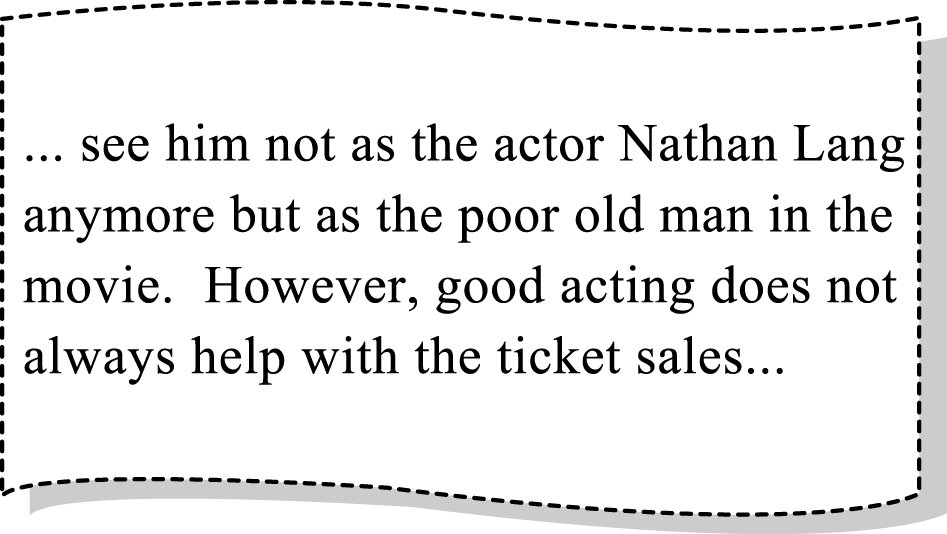 ... see him not as the actor Nathan Lang
anymore but as the poor old man in the
movie.  However, good acting does not
always help with the ticket sales...